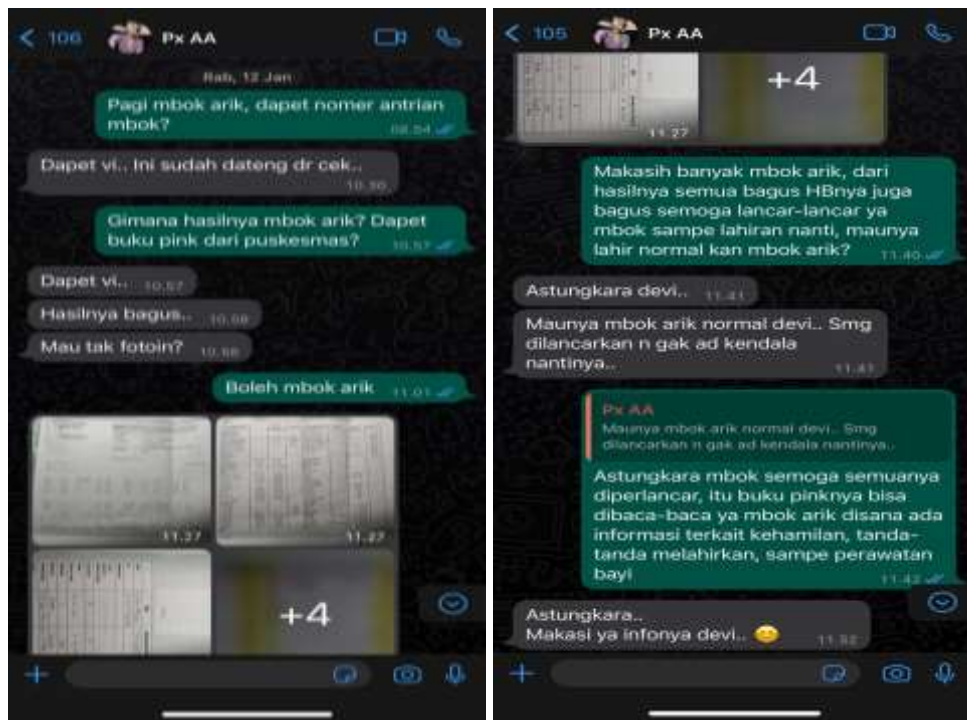 106
Px AA
Rab, 12 Jan
Pagi mbok arik, dapet nomer antrian
mbok?
08.54
Dapet vi.. Ini sudah dateng dr cek..
Gimana hasilnya mbok arik? Dapet
buku pink dari puskesmas?
10.57
Dapet vi..
10.57
Hasilnya bagus..
10.58
Mau tak fotoin?
10.58
Boleh mbok arik
11.01
11.27
11.27
+4
105
Px AA
+4
11.27
Makasih banyak mbok arik, dari
hasilnya semua bagus HBnya juga
bagus semoga lancar-lancar ya
mbok sampe lahiran nanti, maunya
lahir normal kan mbok arik?
11.40
Astungkara devi..
11.41
Maunya mbok arik normal devi.. Smg
dilancarkan n gak ad kendala
nantinya..
11.41
Px AA
Maunya mbok arik normal devi.. Smg
dilancarkan n gak ad kendala nantinya..
Astungkara mbok semoga semuanya
diperlancar, itu buku pinknya bisa
dibaca-baca ya mbok arik disana ada
informasi terkait kehamilan, tanda-
tanda melahirkan, sampe perawatan
bayi
11.42
Astungkara..
Makasi ya infonya devi.. 😊
11.52